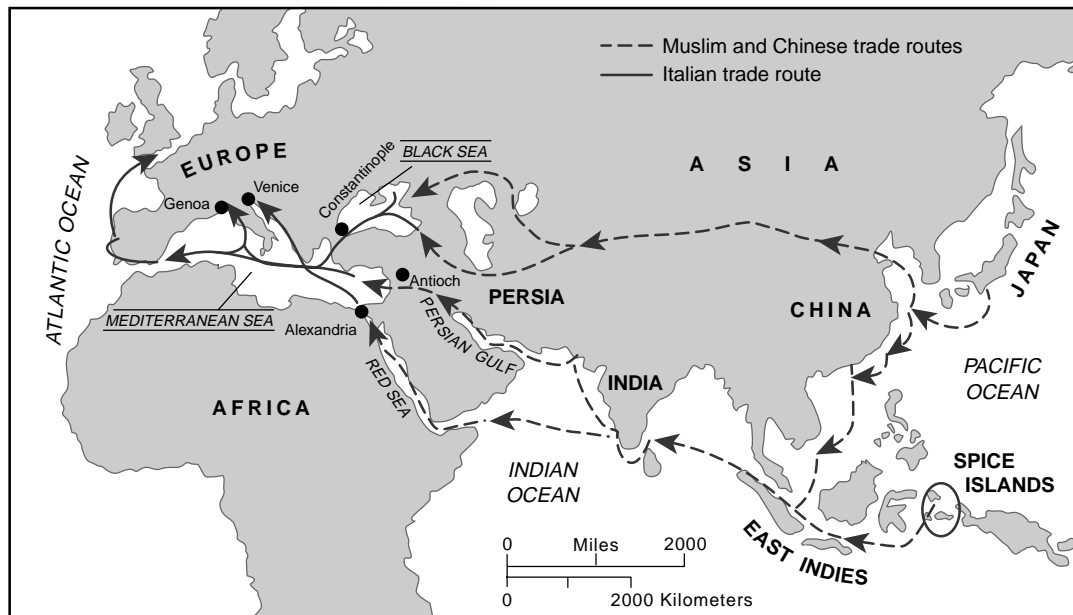 Muslim and Chinese trade routes
Italian trade route
ATLANTIC OCEAN
EUROPE
Venice
Genoa
Constantinople
BLACK SEA
ASIA
JAPAN
Antioch
PERSIA
CHINA
MEDITERRANEAN SEA
Alexandria
PERSIAN GULF
RED SEA
INDIA
PACIFIC
OCEAN
AFRICA
INDIAN
OCEAN
SPICE
ISLANDS
EAST INDIES
0 Miles 2000
0 2000 Kilometers